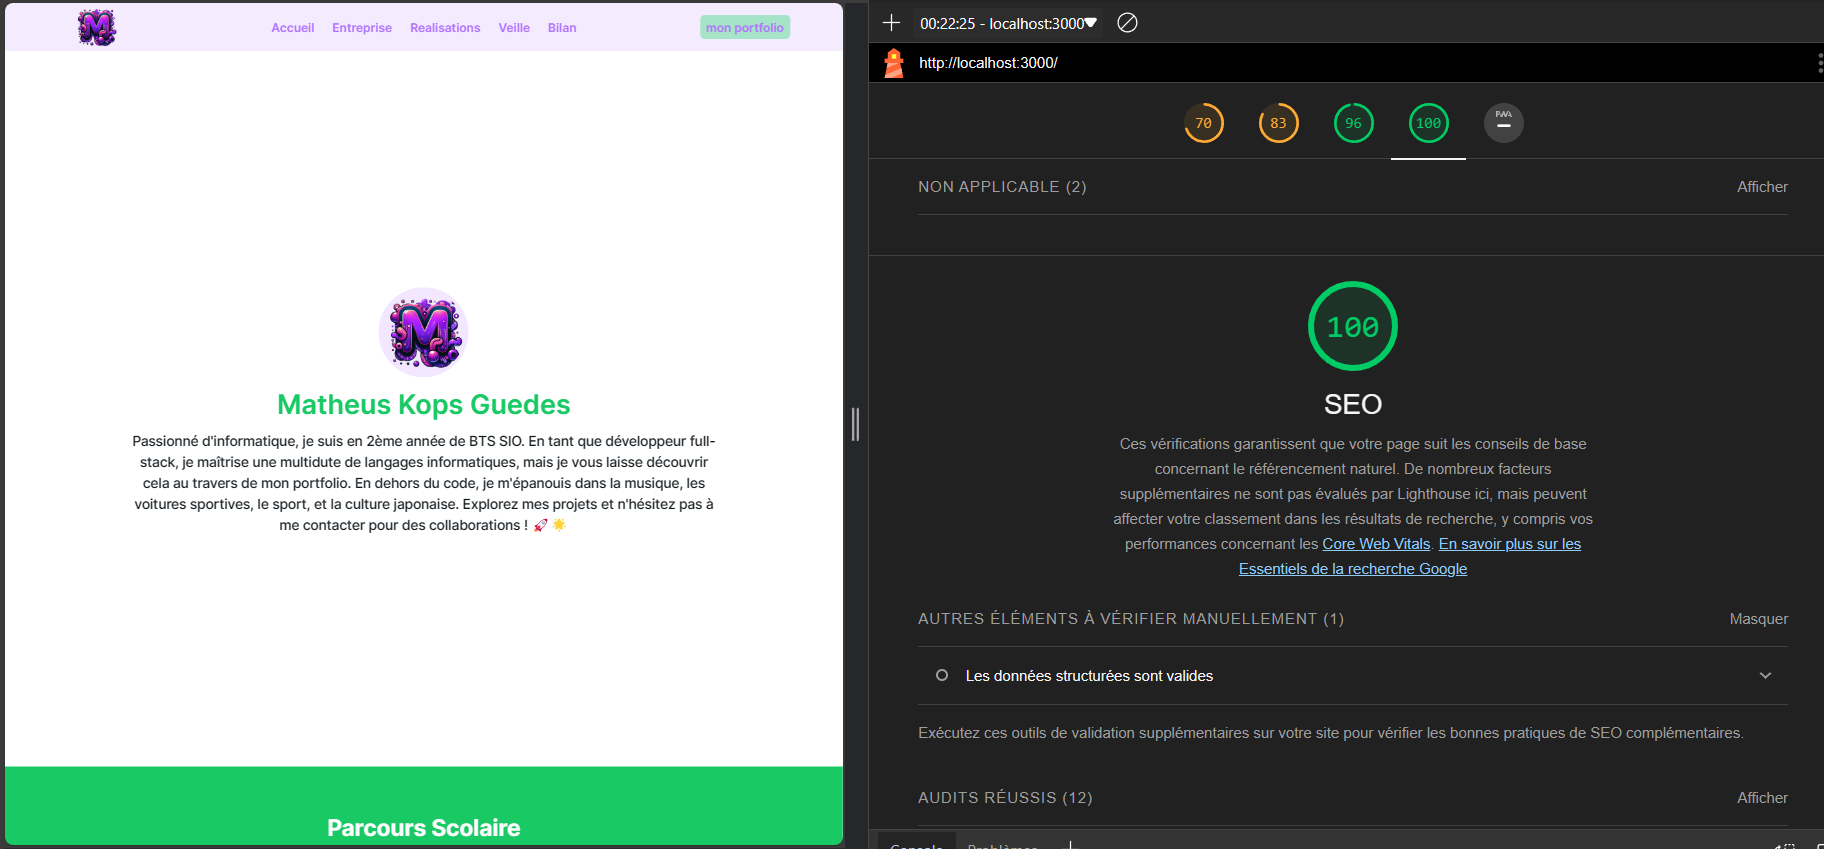 Accueil Entreprise Realisations Veille Bilan mon portfolio
Matheus Kops Guedes
Passionné d'informatique, je suis en 2ème année de BTS SIO. En tant que développeur full-
stack, je maîtrise une multidute de langages informatiques, mais je vous laisse découvrir
cela au travers de mon portfolio. En dehors du code, je m'épanouis dans la musique, les
voitures sportives, le sport, et la culture japonaise. Explorez mes projets et n'hésitez pas à
me contacter pour des collaborations ! 🚀 🌟
Parcours Scolaire
00:22:25 - localhost:3000
http://localhost:3000/
70 83 96 100 PWA
NON APPLICABLE (2) Afficher
100
SEO
Ces vérifications garantissent que votre page suit les conseils de base
concernant le référencement naturel. De nombreux facteurs
supplémentaires ne sont pas évalués par Lighthouse ici, mais peuvent
affecter votre classement dans les résultats de recherche, y compris vos
performances concernant les Core Web Vitals. En savoir plus sur les
Essentiels de la recherche Google
AUTRES ÉLÉMENTS À VÉRIFIER MANUELLEMENT (1) Masquer
Les données structurées sont valides
Exécutez ces outils de validation supplémentaires sur votre site pour vérifier les bonnes pratiques de SEO complémentaires.
AUDITS RÉUSSIS (12) Afficher
Console Problèmes